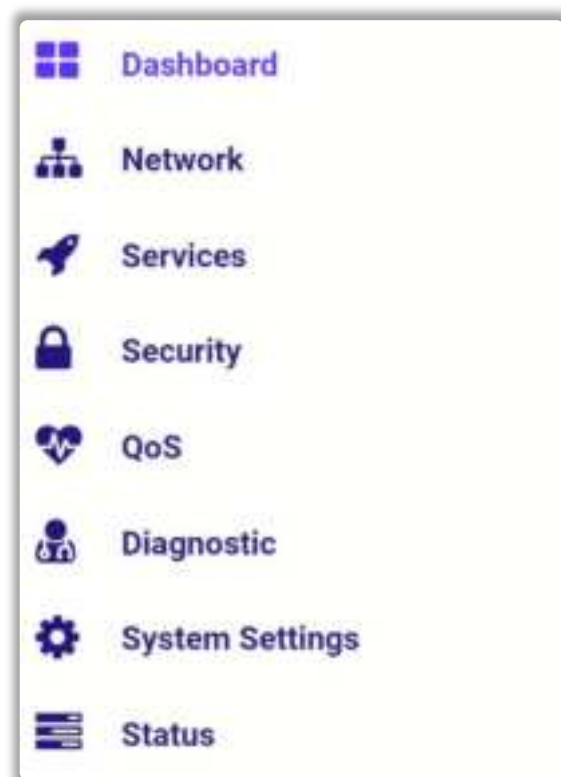 Dashboard
Network
Services
Security
QoS
Diagnostic
System Settings
Status